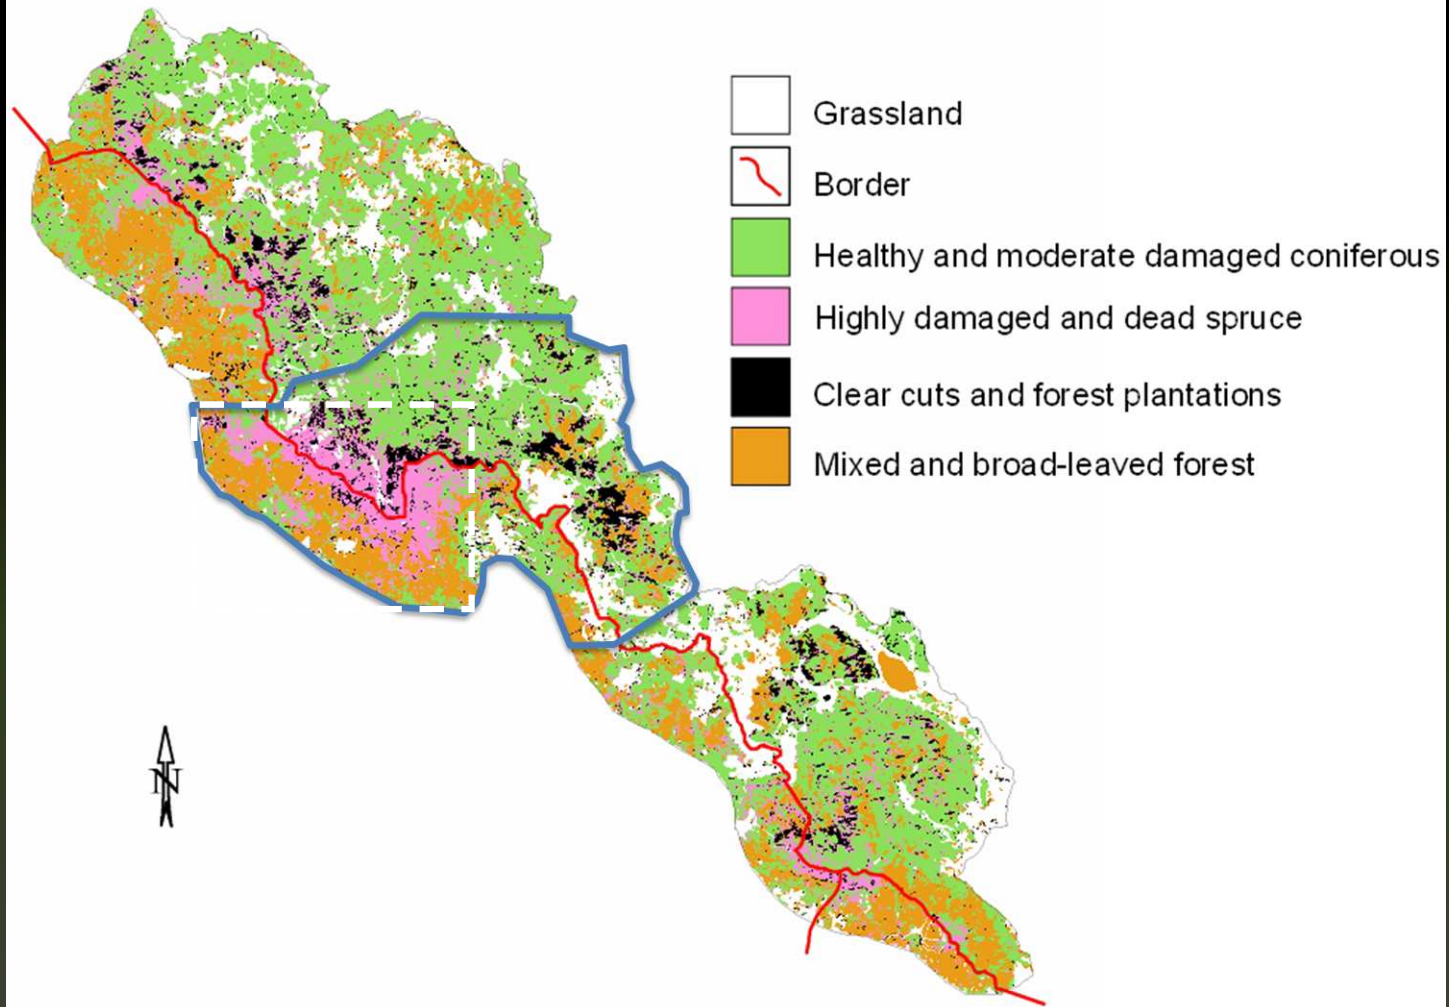 Grassland
Border
Healthy and moderate damaged coniferous
Highly damaged and dead spruce
Clear cuts and forest plantations
Mixed and broad-leaved forest
N